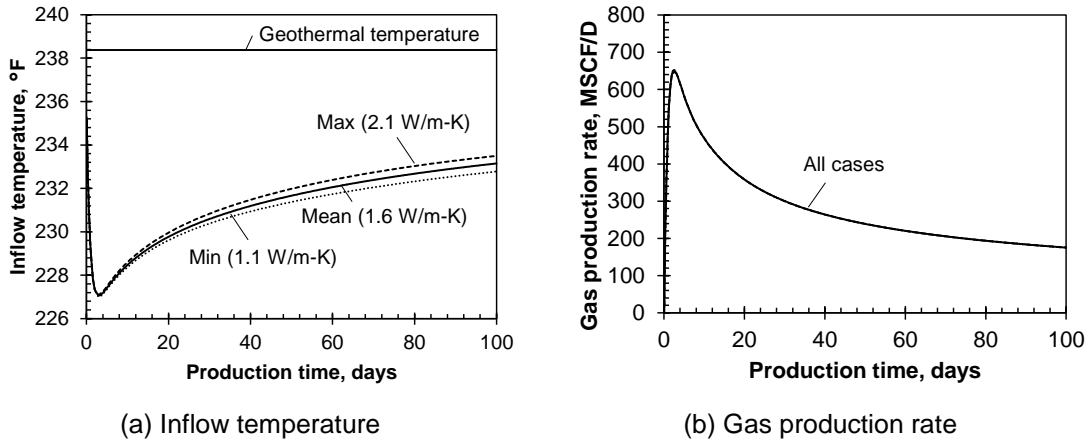 240
238
236
234
232
230
228
226
Inflow temperature, °F
Geothermal temperature
Max (2.1 W/m-K)
Mean (1.6 W/m-K)
Min (1.1 W/m-K)
0 20 40 60 80 100
Production time, days
(a) Inflow temperature
800
700
600
500
400
300
200
100
0
Gas production rate, MSCF/D
All cases
0 20 40 60 80 100
Production time, days
(b) Gas production rate